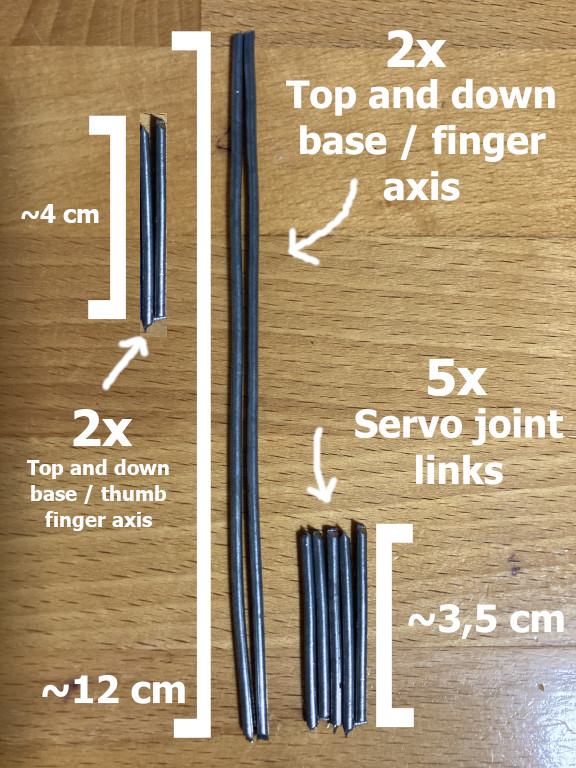 2x
Top and down
base / finger
axis
~4 cm
2x
Top and down
base / thumb
finger axis
5x
Servo joint
links
~3,5 cm
~12 cm